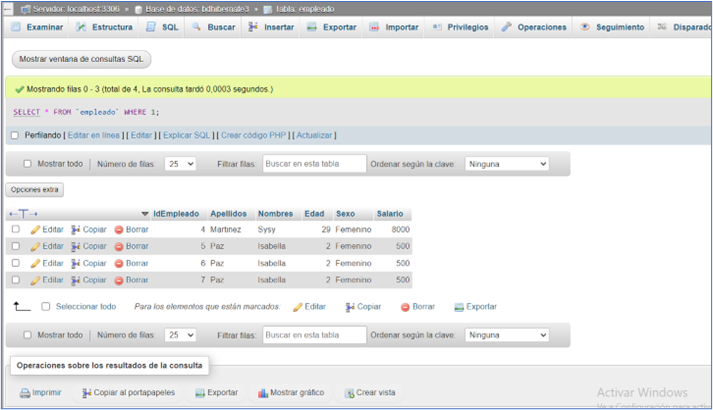 Servidor: localhost:3306 » Base de datos: bdhibernate3 » Tabla: empleado
Examinar Estructura SQL Buscar Insertar Exportar Importar Privilegios Operaciones Seguimiento Disparado
Mostrar ventana de consultas SQL
Mostrando filas 0 - 3 (total de 4, La consulta tardó 0,0003 segundos.)
SELECT * FROM `empleado` WHERE 1;
Perfilando [ Editar en línea ] [ Editar ] [ Explicar SQL ] [ Crear código PHP ] [ Actualizar ]
Mostrar todo | Número de filas: 25 Filtrar filas: Buscar en esta tabla Ordenar según la clave: Ninguna
Opciones extra
←T→ IdEmpleado Apellidos Nombres Edad Sexo Salario
Editar Copiar Borrar 4 Martinez Sysy 29 Femenino 8000
Editar Copiar Borrar 5 Paz Isabella 2 Femenino 500
Editar Copiar Borrar 6 Paz Isabella 2 Femenino 500
Editar Copiar Borrar 7 Paz Isabella 2 Femenino 500
Seleccionar todo Para los elementos que están marcados: Editar Copiar Borrar Exportar
Mostrar todo | Número de filas: 25 Filtrar filas: Buscar en esta tabla Ordenar según la clave: Ninguna
Operaciones sobre los resultados de la consulta
Imprimir Copiar al portapapeles Exportar Mostrar gráfico Crear vista
Activar Windows
Ve a Configuración para activ